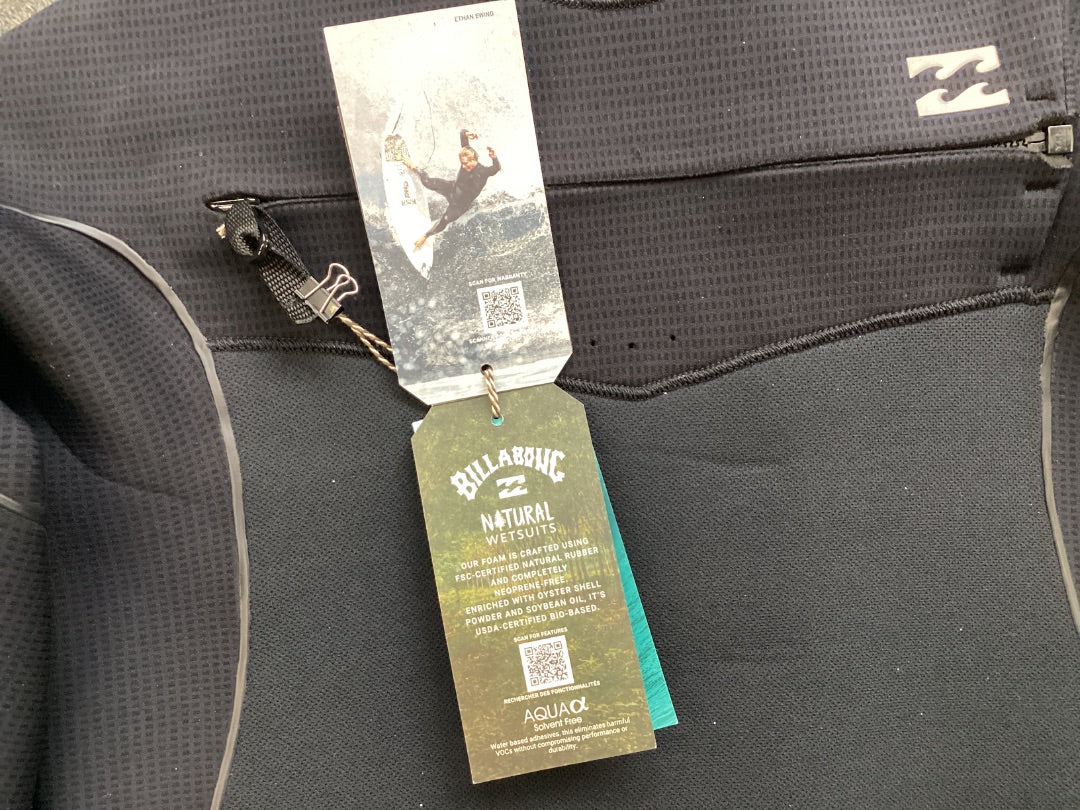 ETHAN EWING
SCAN FOR WARRANTY
BILLABONG
NATURAL
WETSUITS
OUR FOAM IS CRAFTED USING
FSC-CERTIFIED NATURAL RUBBER
AND COMPLETELY
NEOPRENE-FREE.
ENRICHED WITH OYSTER SHELL
POWDER AND SOYBEAN OIL, IT'S
USDA-CERTIFIED BIO-BASED.
SCAN FOR FEATURES
RECHERCHER DES FONCTIONNALITÉS
AQUA α
Solvent Free
Water based adhesives, this eliminates harmful
VOCs without compromising performance or
durability.